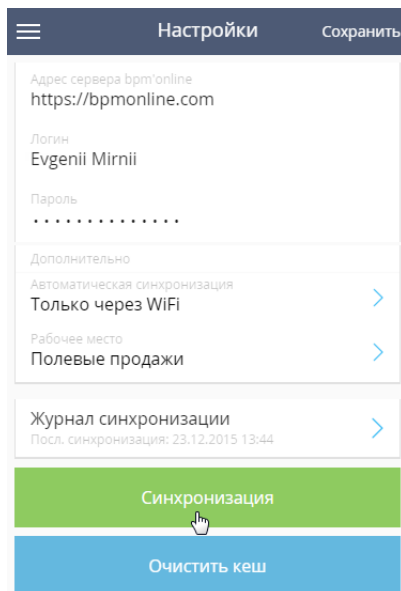 Настройки Сохранить
Адрес сервера bpm'online
https://bpmonline.com
Логин
Evgenii Mirnii
Пароль
··············
Дополнительно
Автоматическая синхронизация
Только через WiFi
Рабочее место
Полевые продажи
Журнал синхронизации
Посл. синхронизация: 23.12.2015 13:44
Синхронизация
Очистить кеш